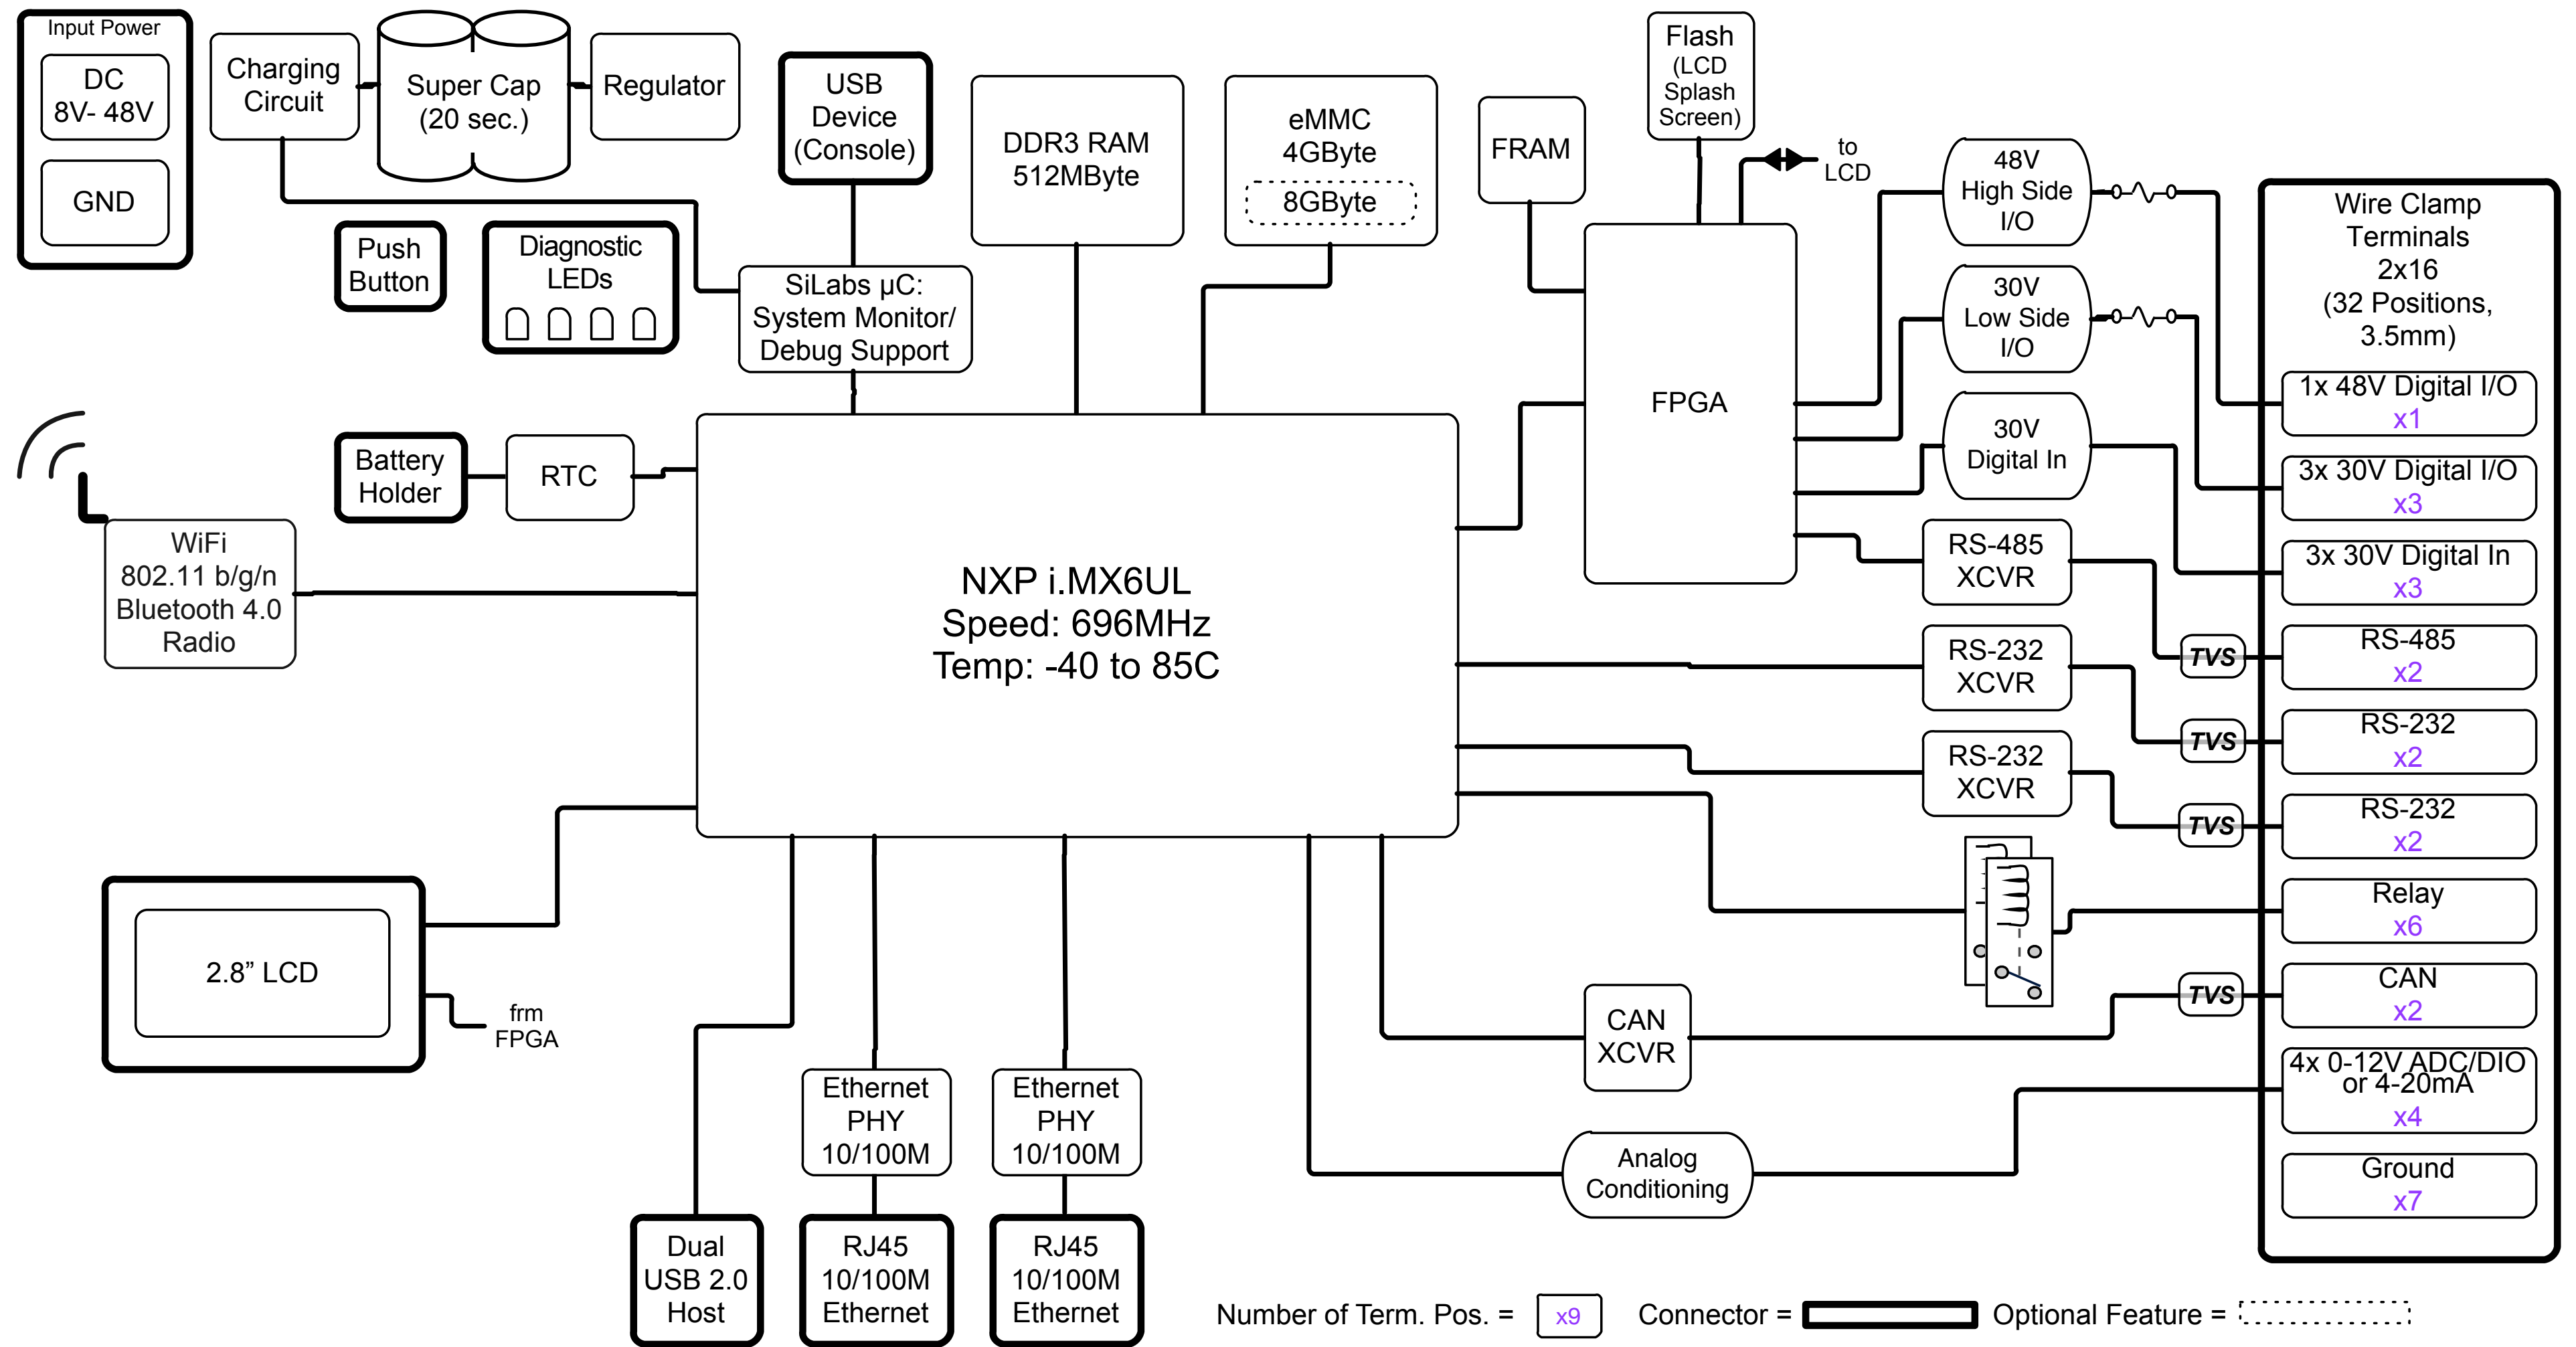 Input Power
DC
8V- 48V
GND
Charging
Circuit
Super Cap
(20 sec.)
Regulator
Push
Button
Diagnostic
LEDs
USB
Device
(Console)
SiLabs µC:
System Monitor/
Debug Support
DDR3 RAM
512MByte
eMMC
4GByte
8GByte
FRAM
Flash
(LCD
Splash
Screen)
to
LCD
FPGA
48V
High Side
I/O
30V
Low Side
I/O
30V
Digital In
RS-485
XCVR
RS-232
XCVR
RS-232
XCVR
TVS
TVS
TVS
TVS
Wire Clamp
Terminals
2x16
(32 Positions,
3.5mm)
1x 48V Digital I/O
x1
3x 30V Digital I/O
x3
3x 30V Digital In
x3
RS-485
x2
RS-232
x2
RS-232
x2
Relay
x6
CAN
x2
4x 0-12V ADC/DIO
or 4-20mA
x4
Ground
x7
Battery
Holder
RTC
WiFi
802.11 b/g/n
Bluetooth 4.0
Radio
NXP i.MX6UL
Speed: 696MHz
Temp: -40 to 85C
2.8” LCD
frm
FPGA
CAN
XCVR
Analog
Conditioning
Ethernet
PHY
10/100M
Ethernet
PHY
10/100M
Dual
USB 2.0
Host
RJ45
10/100M
Ethernet
RJ45
10/100M
Ethernet
Number of Term. Pos. = x9 Connector = Optional Feature =